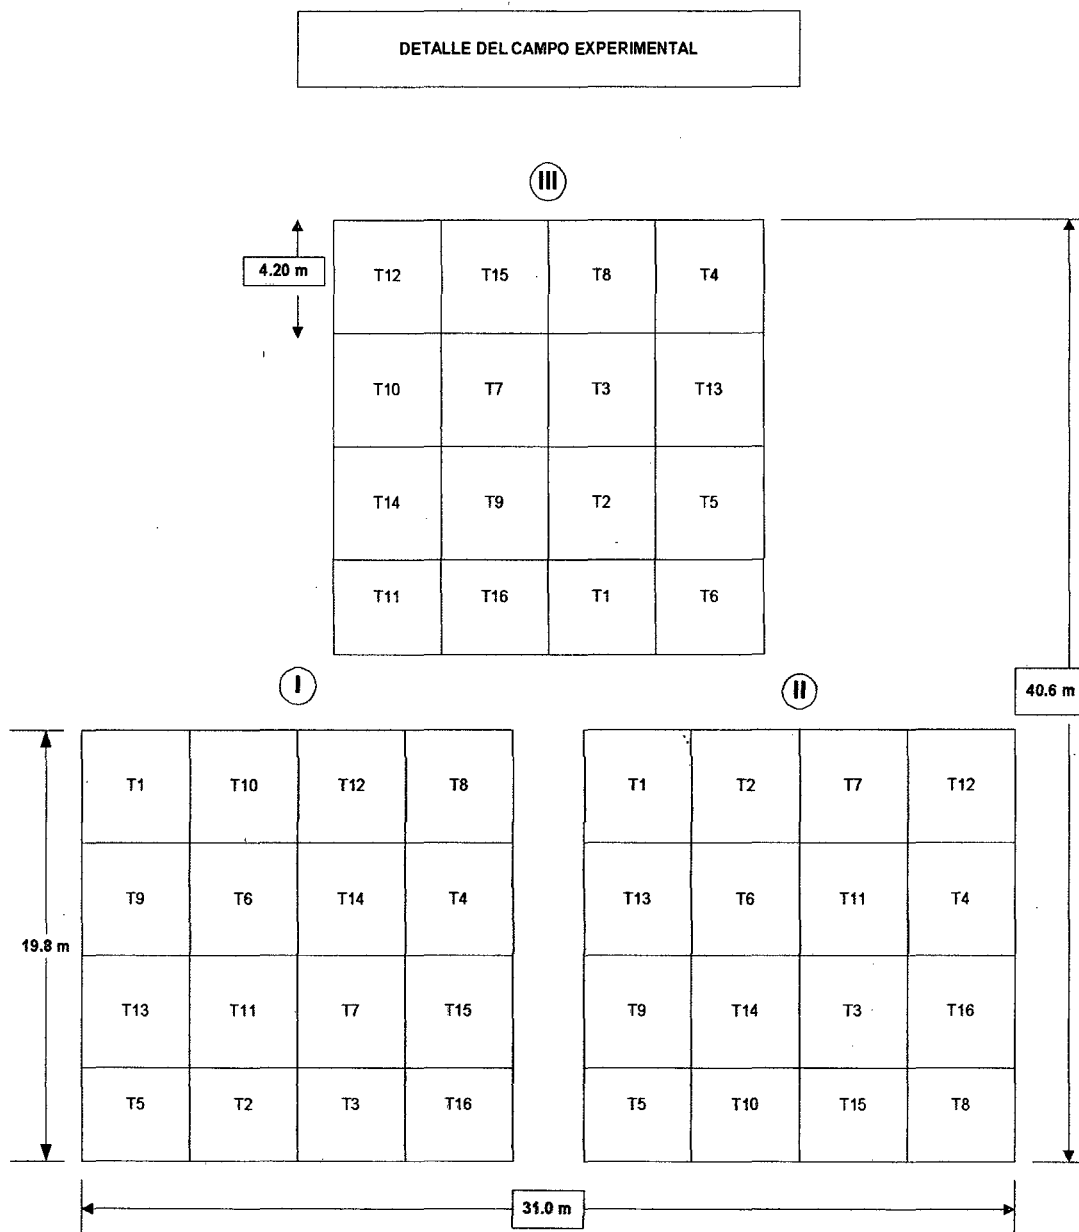 DETALLE DEL CAMPO EXPERIMENTAL
III
4.20 m
T12 T15 T8 T4
T10 T7 T3 T13
T14 T9 T2 T5
T11 T16 T1 T6
I
II
40.6 m
T1 T10 T12 T8
T1 T2 T7 T12
T9 T6 T14 T4
T13 T6 T11 T4
19.8 m
T13 T11 T7 T15
T9 T14 T3 T16
T5 T2 T3 T16
T5 T10 T15 T8
31.0 m